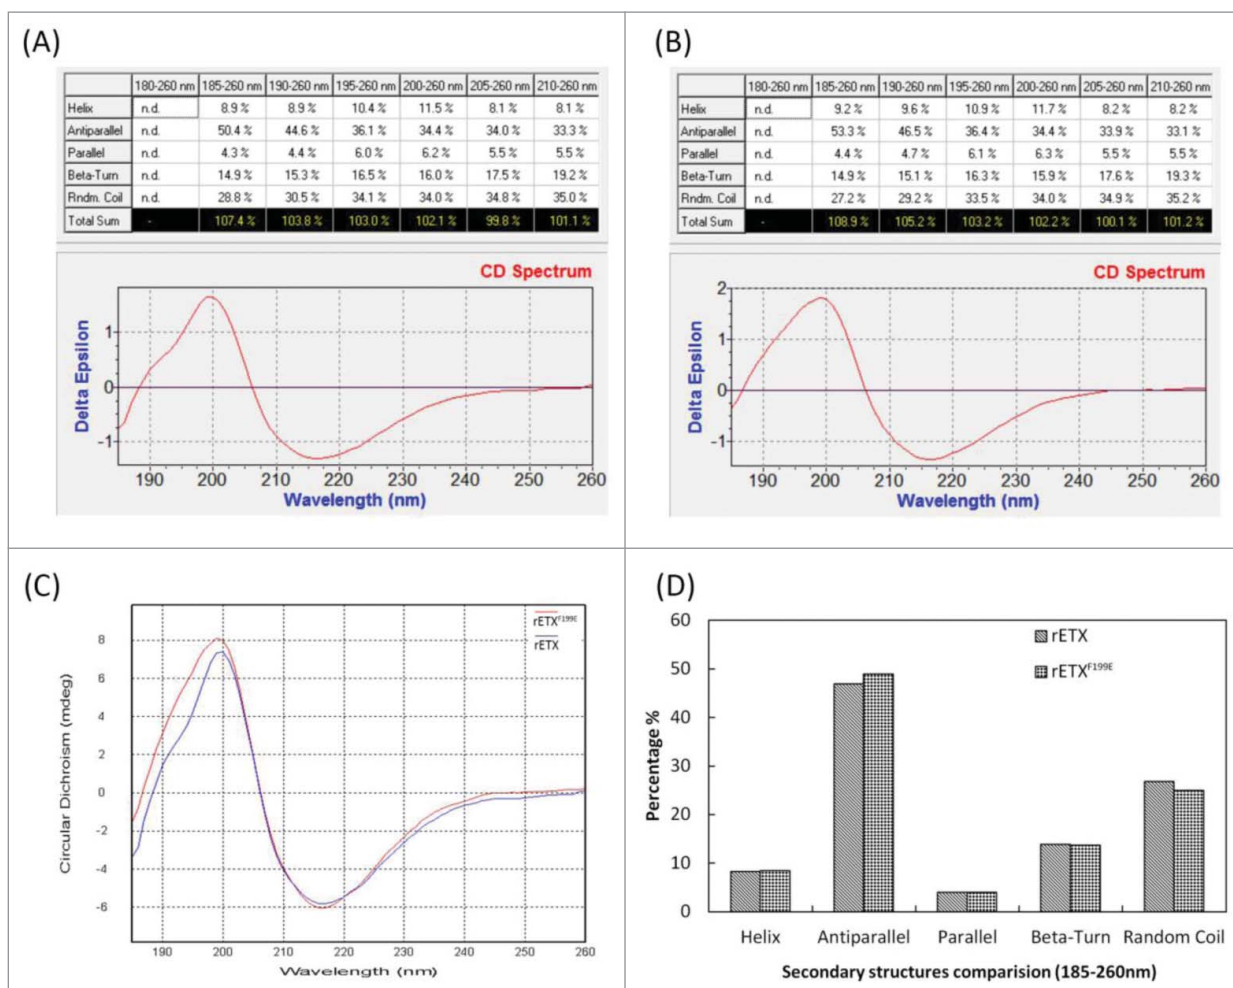 (A)
180-260 nm 185-260 nm 190-260 nm 195-260 nm 200-260 nm 205-260 nm 210-260 nm
Helix n.d. 8.9 % 8.9 % 10.4 % 11.5 % 8.1 % 8.1 %
Antiparallel n.d. 50.4 % 44.6 % 36.1 % 34.4 % 34.0 % 33.3 %
Parallel n.d. 4.3 % 4.4 % 6.0 % 6.2 % 5.5 % 5.5 %
Beta-Turn n.d. 14.9 % 15.3 % 16.5 % 16.0 % 17.5 % 19.2 %
Rndm. Coil n.d. 28.8 % 30.5 % 34.1 % 34.0 % 34.8 % 35.0 %
Total Sum - 107.4 % 103.8 % 103.0 % 102.1 % 99.8 % 101.1 %
CD Spectrum
Delta Epsilon
1
0
-1
190 200 210 220 230 240 250 260
Wavelength (nm)
(B)
180-260 nm 185-260 nm 190-260 nm 195-260 nm 200-260 nm 205-260 nm 210-260 nm
Helix n.d. 9.2 % 9.6 % 10.9 % 11.7 % 8.2 % 8.2 %
Antiparallel n.d. 53.3 % 46.5 % 36.4 % 34.4 % 33.9 % 33.1 %
Parallel n.d. 4.4 % 4.7 % 6.1 % 6.3 % 5.5 % 5.5 %
Beta-Turn n.d. 14.9 % 15.1 % 16.3 % 15.9 % 17.6 % 19.3 %
Rndm. Coil n.d. 27.2 % 29.2 % 33.5 % 34.0 % 34.9 % 35.2 %
Total Sum - 108.9 % 105.2 % 103.2 % 102.2 % 100.1 % 101.2 %
CD Spectrum
Delta Epsilon
2
1
0
-1
190 200 210 220 230 240 250 260
Wavelength (nm)
(C)
rETX^F199E
rETX
Circular Dichroism (mdeg)
8
6
4
2
0
-2
-4
-6
190 200 210 220 230 240 250 260
Wavelength (nm)
(D)
rETX
rETX^F199E
Percentage %
60
50
40
30
20
10
0
Helix Antiparallel Parallel Beta-Turn Random Coil
Secondary structures comparision (185-260nm)